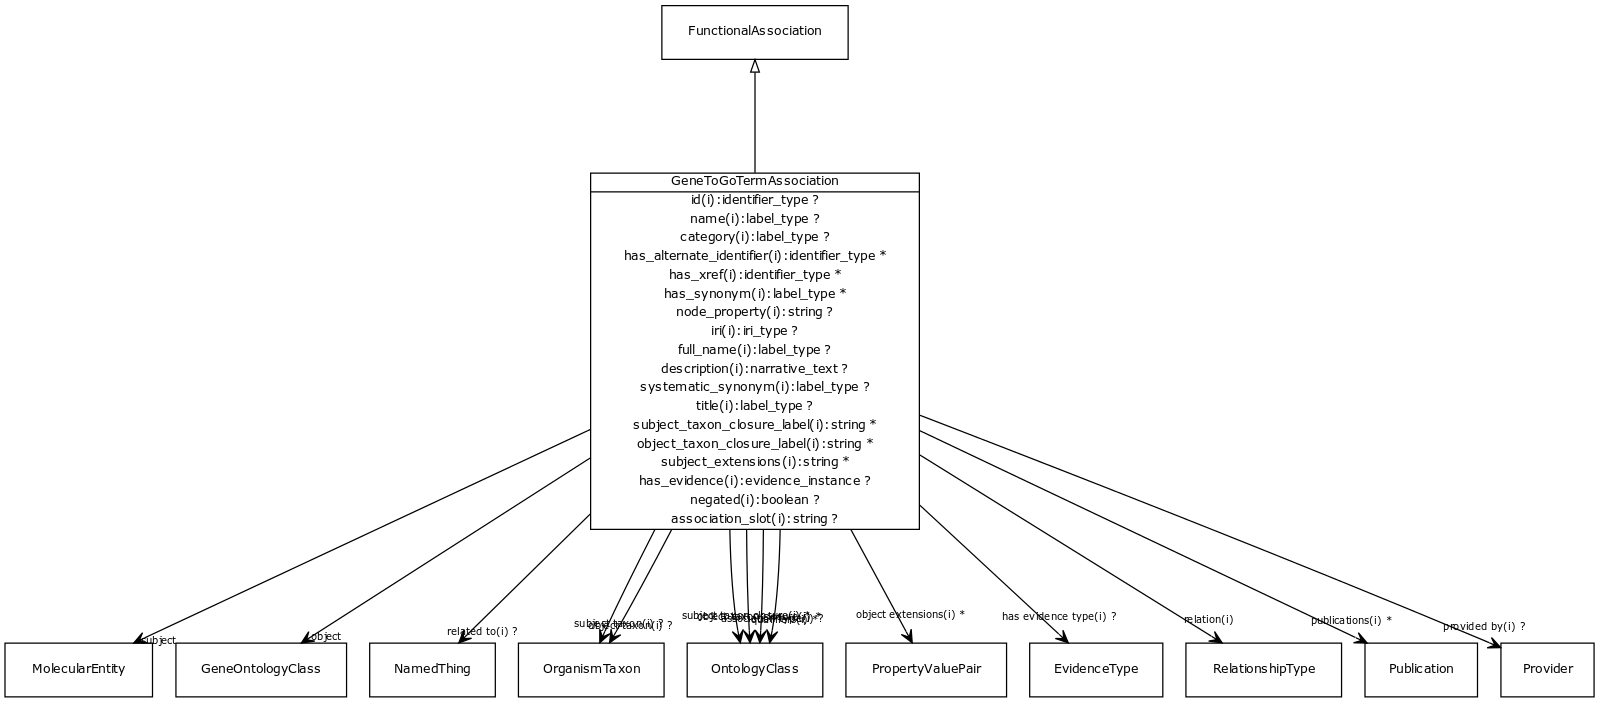 FunctionalAssociation
GeneToGoTermAssociation
id(i):identifier_type ?
name(i):label_type ?
category(i):label_type ?
has_alternate_identifier(i):identifier_type *
has_xref(i):identifier_type *
has_synonym(i):label_type *
node_property(i):string ?
iri(i):iri_type ?
full_name(i):label_type ?
description(i):narrative_text ?
systematic_synonym(i):label_type ?
title(i):label_type ?
subject_taxon_closure_label(i):string *
object_taxon_closure_label(i):string *
subject_extensions(i):string *
has_evidence(i):evidence_instance ?
negated(i):boolean ?
association_slot(i):string ?
subject
object
related to(i) ?
subject taxon(i) ?
object taxon(i) ?
object extensions(i) *
has evidence type(i) ?
relation(i)
publications(i) *
provided by(i) ?
MolecularEntity
GeneOntologyClass
NamedThing
OrganismTaxon
OntologyClass
PropertyValuePair
EvidenceType
RelationshipType
Publication
Provider